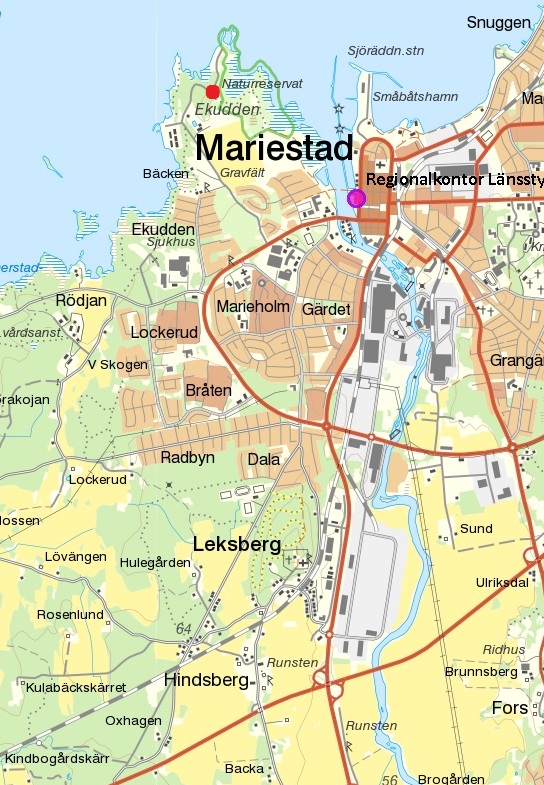 Snuggen
Sjöräddn.stn
Naturreservat
Småbåtshamn
Ma
Ekudden
Mariestad
Bäcken
Gravfält
Regionalkontor Länssty
Ekudden
Sjukhus
erstad
Rödjan
Marieholm
Gärdet
vårdsanst.
Lockerud
V Skogen
Grangä
Bråten
rakojan
Radbyn
Dala
Lockerud
lossen
Sund
Leksberg
Lövängen
Hulegården
Ulriksdal
Rosenlund
64
Ridhus
Runsten
Brunnsberg
Kulabäckskärret
Hindsberg
Fors
Oxhagen
Runsten
Kindbogårdskärr
Backa
56
Brogården